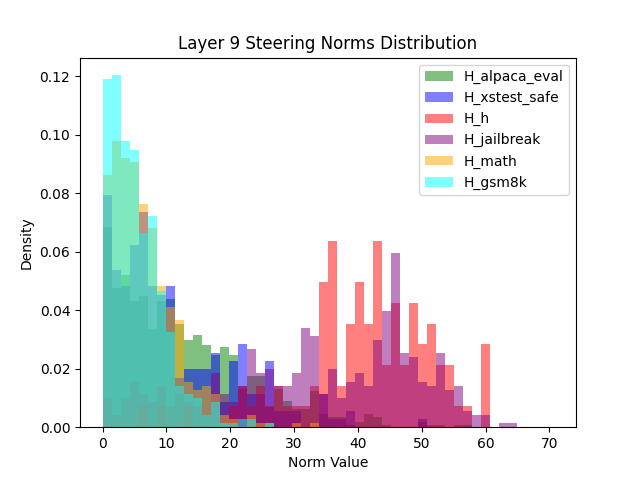 Layer 9 Steering Norms Distribution
H_alpaca_eval
H_xstest_safe
H_h
H_jailbreak
H_math
H_gsm8k
Density
0.12
0.10
0.08
0.06
0.04
0.02
0.00
0 10 20 30 40 50 60 70
Norm Value